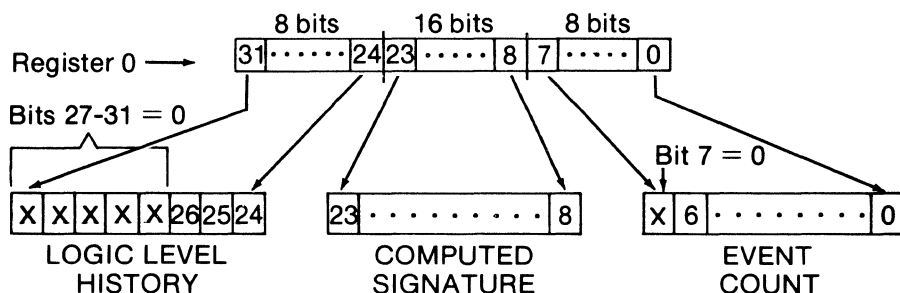 8 bits 16 bits 8 bits
Register 0 31 ······ 24 23 ····· 8 7 ····· 0
Bits 27-31 = 0
Bit 7 = 0
X X X X X 26 25 24 23 ········· 8 X 6 ········ 0
LOGIC LEVEL COMPUTED EVENT
HISTORY SIGNATURE COUNT